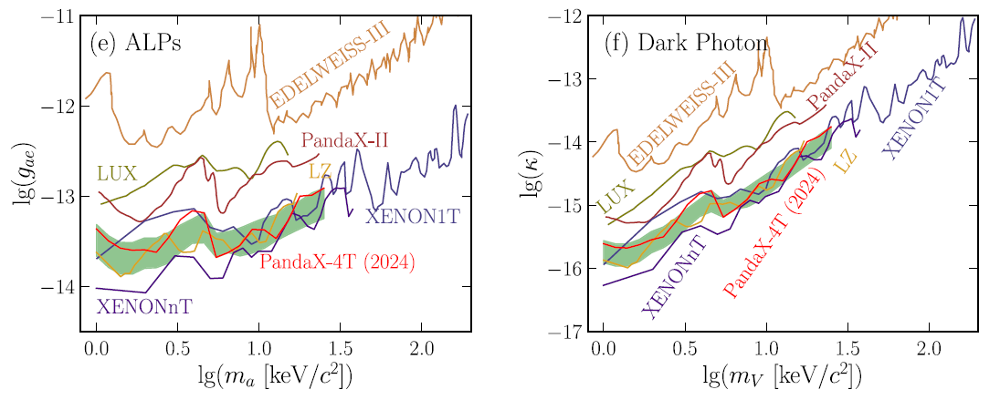 (e) ALPs
EDELWEISS-III
PandaX-II
LUX
LZ
XENON1T
PandaX-4T (2024)
XENONnT
−11
−12
−13
−14
lg(g_ae)
0.0 0.5 1.0 1.5 2.0
lg(m_a [keV/c²])
(f) Dark Photon
EDELWEISS-III
PandaX-II
XENON1T
LUX
LZ
PandaX-4T (2024)
XENONnT
−12
−13
−14
−15
−16
−17
lg(κ)
0.0 0.5 1.0 1.5 2.0
lg(m_V [keV/c²])